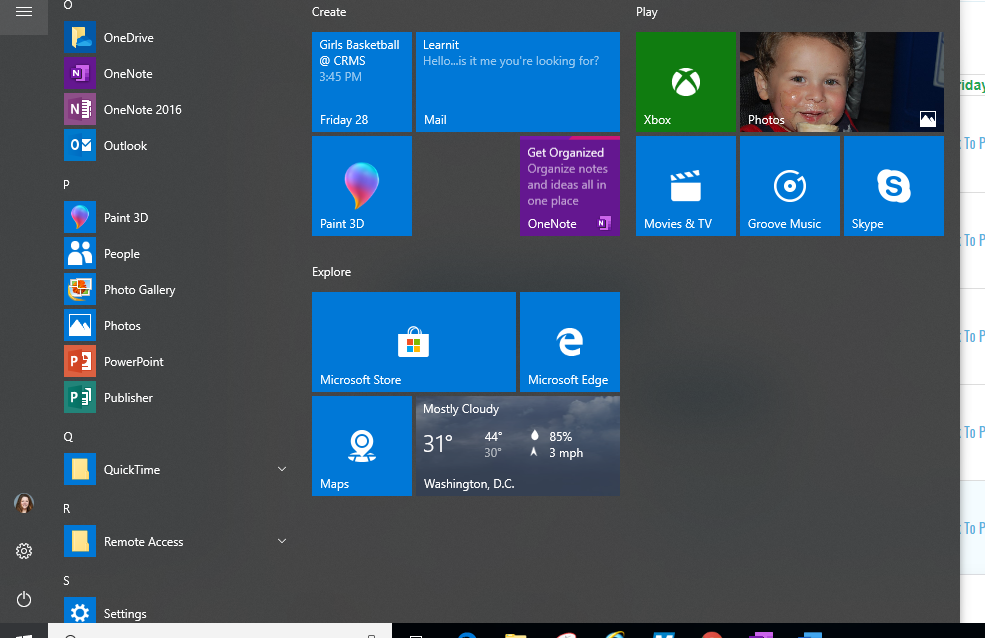 O
OneDrive
OneNote
OneNote 2016
Outlook
P
Paint 3D
People
Photo Gallery
Photos
PowerPoint
Publisher
Q
QuickTime
R
Remote Access
S
Settings
Create
Girls Basketball
@ CRMS
3:45 PM
Friday 28
Learnit
Hello...is it me you're looking for?
Mail
Paint 3D
Get Organized
Organize notes
and ideas all in
one place
OneNote
Explore
Microsoft Store
Microsoft Edge
Maps
Mostly Cloudy
31° 44° 85%
30° 3 mph
Washington, D.C.
Play
Xbox
Photos
Movies & TV
Groove Music
Skype
riday
To P
To P
To P
To P
To P